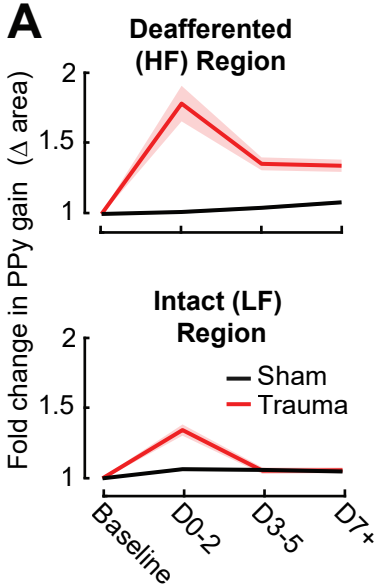 A
Deafferented
(HF) Region
Fold change in PPy gain (Δ area)
2
1.5
1
Intact (LF)
Region
2
1.5
1
Sham
Trauma
Baseline
D0-2
D3-5
D7+